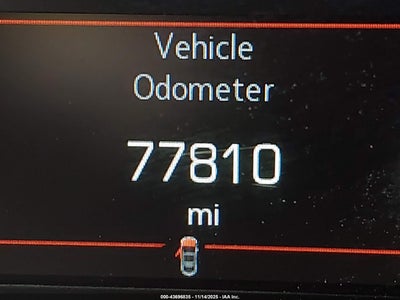 Vehicle
Odometer
77810
mi
000-43696835 - 11/14/2025 - IAA Inc.